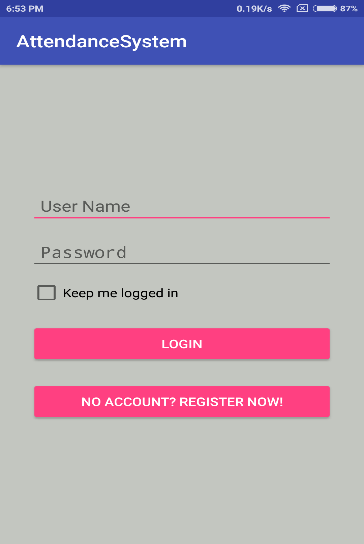 6:53 PM 0.19K/s 87%
AttendanceSystem
User Name
Password
Keep me logged in
LOGIN
NO ACCOUNT? REGISTER NOW!